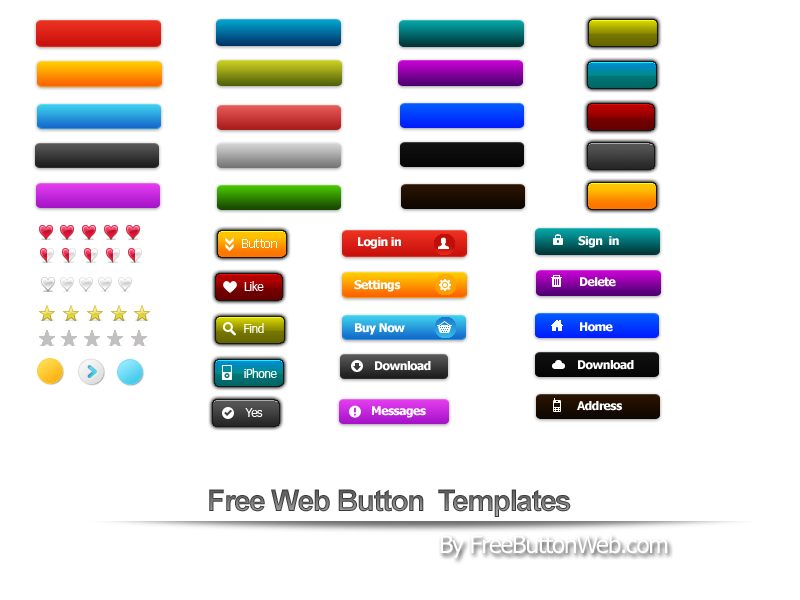 Button
Like
Find
iPhone
Yes
Login in
Settings
Buy Now
Download
Messages
Sign in
Delete
Home
Download
Address
Free Web Button Templates
By FreeButtonWeb.com